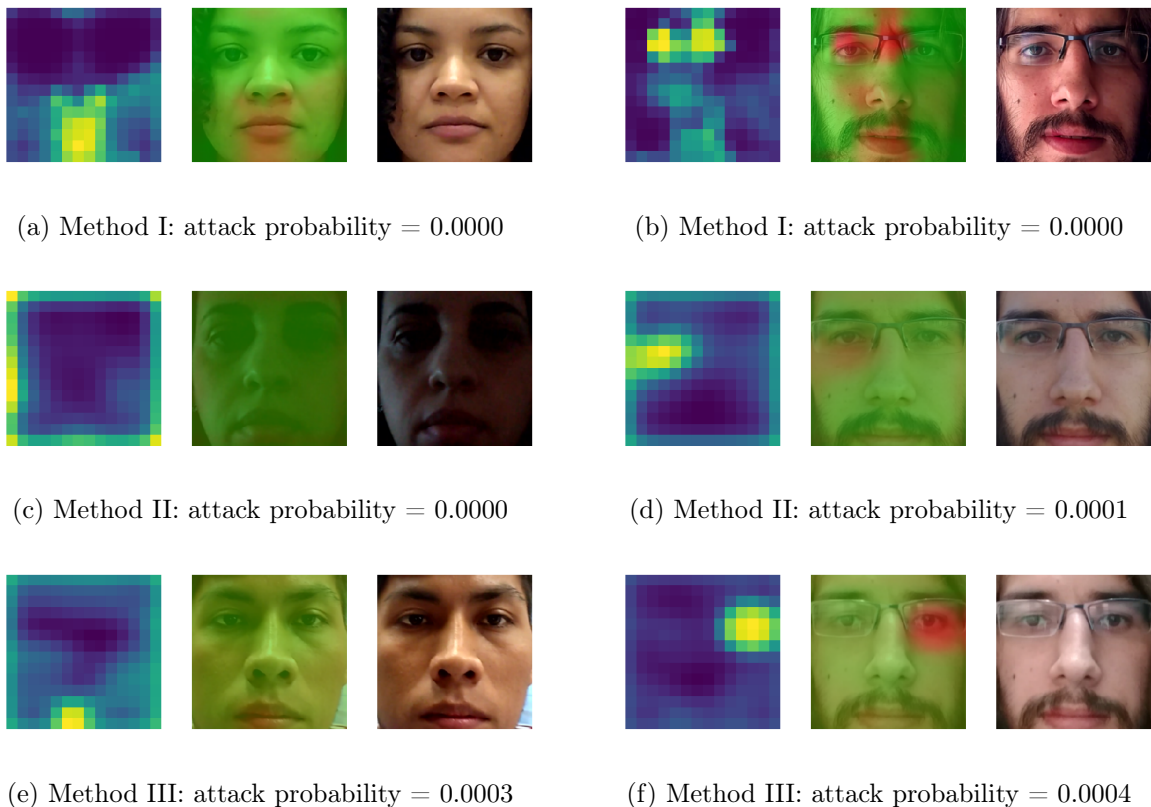 (a) Method I: attack probability = 0.0000
(b) Method I: attack probability = 0.0000
(c) Method II: attack probability = 0.0000
(d) Method II: attack probability = 0.0001
(e) Method III: attack probability = 0.0003
(f) Method III: attack probability = 0.0004